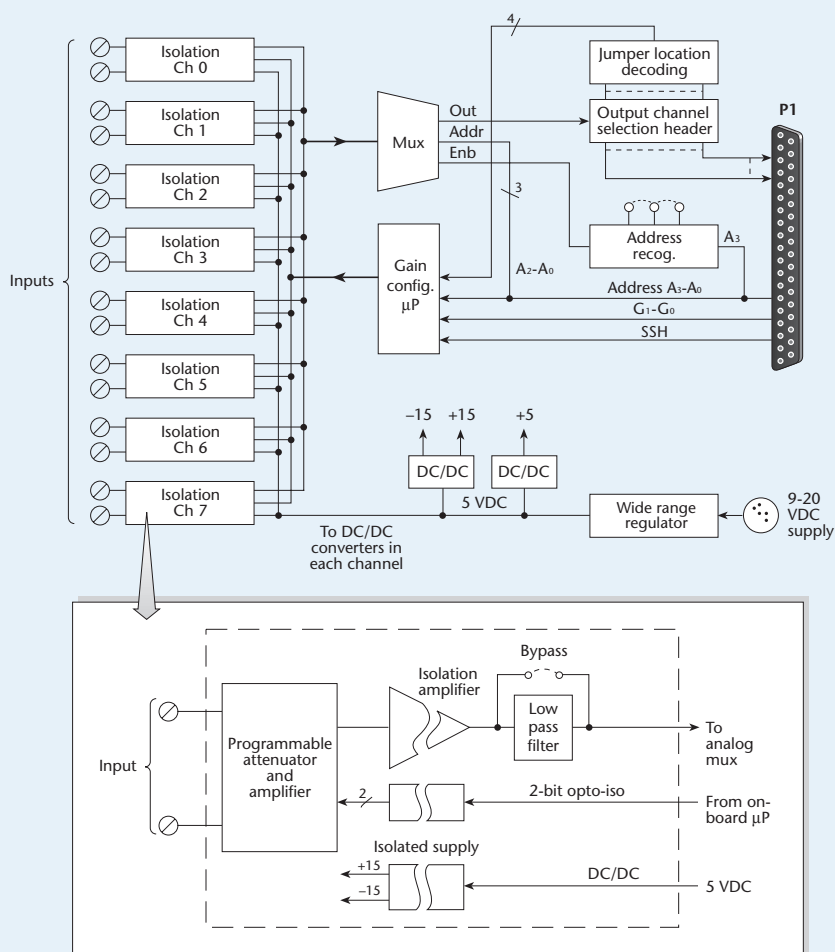 4
Jumper location
decoding
P1
Isolation
Ch 0
Isolation
Ch 1
Isolation
Ch 2
Isolation
Ch 3
Isolation
Ch 4
Isolation
Ch 5
Isolation
Ch 6
Isolation
Ch 7
Inputs
Mux
Out
Addr
Enb
Output channel
selection header
3
Address
recog.
A3
Gain
config.
µP
A2-A0
Address A3-A0
G1-G0
SSH
–15
+15
+5
DC/DC
DC/DC
5 VDC
Wide range
regulator
9-20
VDC
supply
To DC/DC
converters in
each channel
Bypass
Isolation
amplifier
Low
pass
filter
To
analog
mux
Programmable
attenuator
and
amplifier
Input
2
2-bit opto-iso
From on-
board µP
Isolated supply
+15
–15
DC/DC
5 VDC